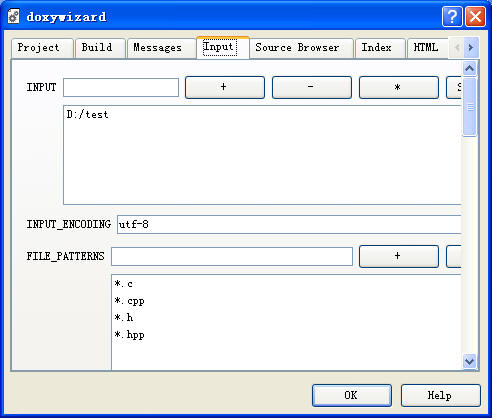 doxywizard
Project Build Messages Input Source Browser Index HTML
INPUT + - *
D:/test
INPUT_ENCODING utf-8
FILE_PATTERNS +
*.c
*.cpp
*.h
*.hpp
OK Help